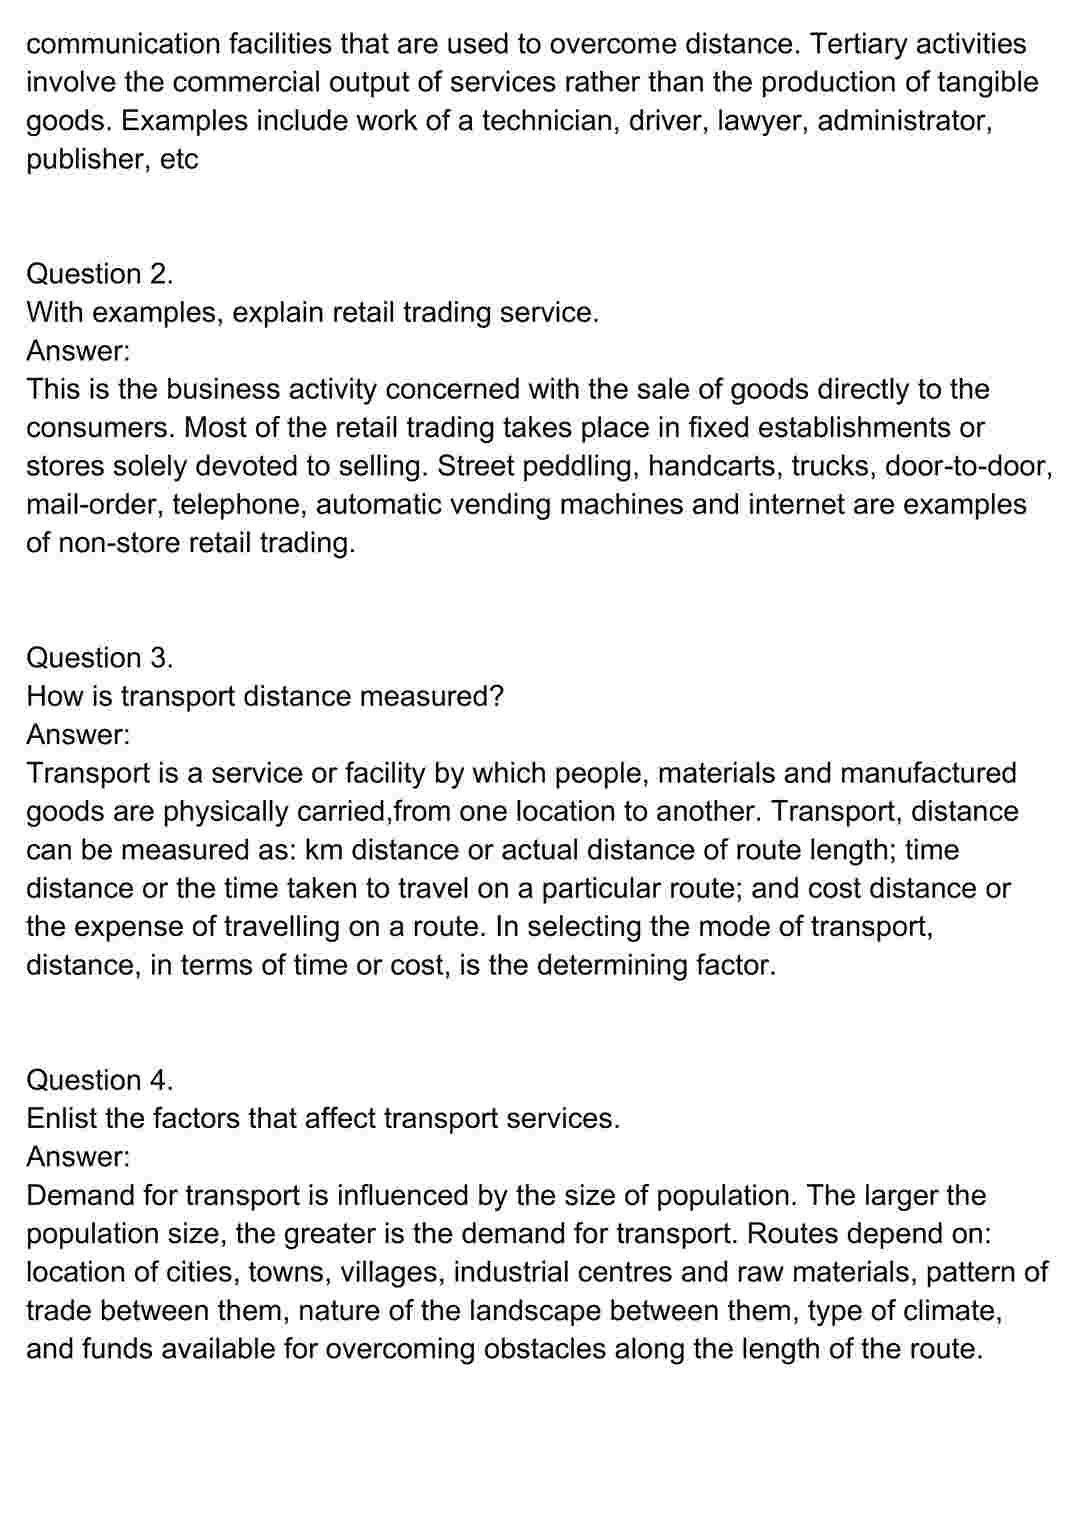 communication facilities that are used to overcome distance. Tertiary activities
involve the commercial output of services rather than the production of tangible
goods. Examples include work of a technician, driver, lawyer, administrator,
publisher, etc
Question 2.
With examples, explain retail trading service.
Answer:
This is the business activity concerned with the sale of goods directly to the
consumers. Most of the retail trading takes place in fixed establishments or
stores solely devoted to selling. Street peddling, handcarts, trucks, door-to-door,
mail-order, telephone, automatic vending machines and internet are examples
of non-store retail trading.
Question 3.
How is transport distance measured?
Answer:
Transport is a service or facility by which people, materials and manufactured
goods are physically carried,from one location to another. Transport, distance
can be measured as: km distance or actual distance of route length; time
distance or the time taken to travel on a particular route; and cost distance or
the expense of travelling on a route. In selecting the mode of transport,
distance, in terms of time or cost, is the determining factor.
Question 4.
Enlist the factors that affect transport services.
Answer:
Demand for transport is influenced by the size of population. The larger the
population size, the greater is the demand for transport. Routes depend on:
location of cities, towns, villages, industrial centres and raw materials, pattern of
trade between them, nature of the landscape between them, type of climate,
and funds available for overcoming obstacles along the length of the route.